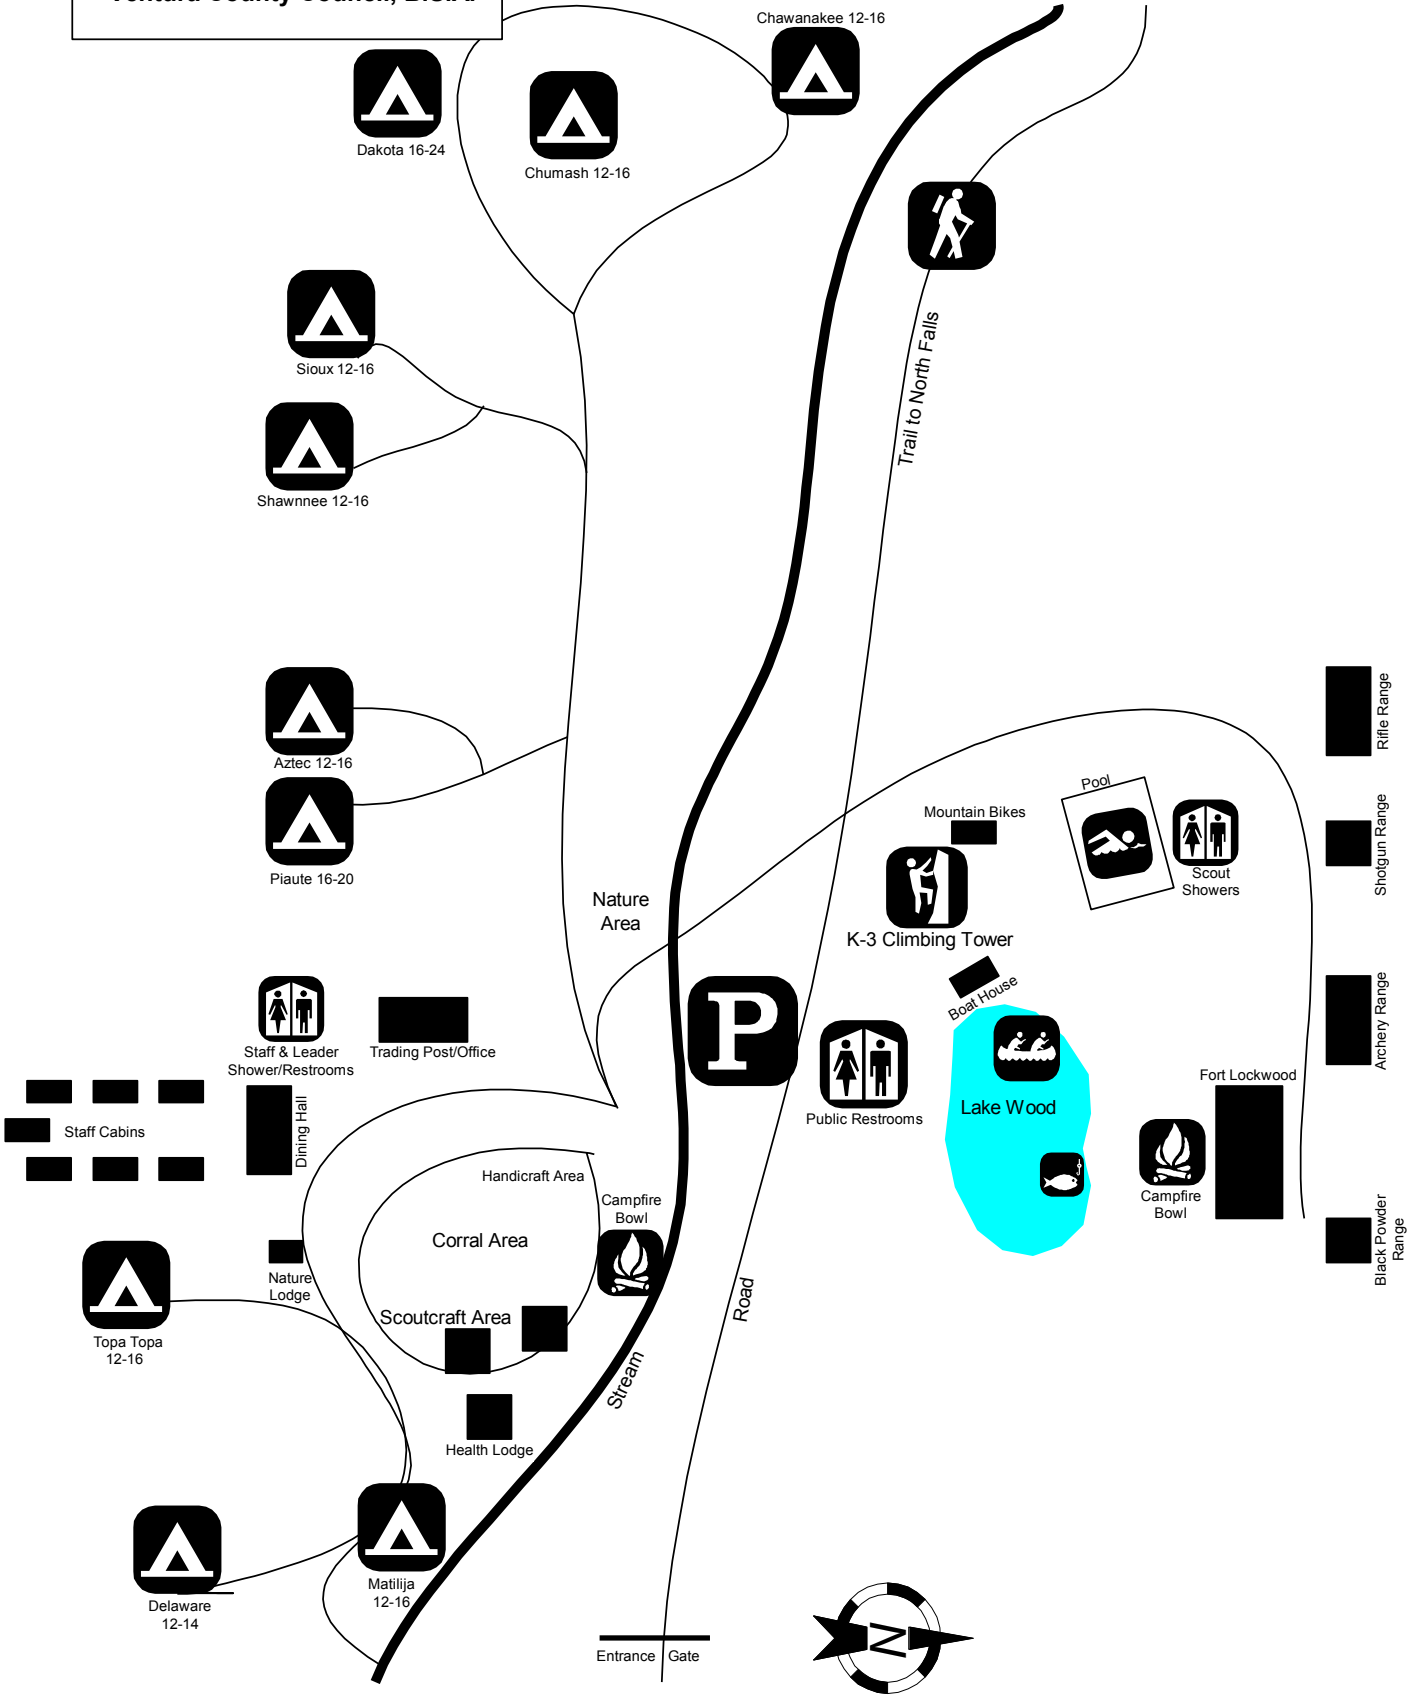 Ventura County Council, B.S.A.
Chawanakee 12-16
Dakota 16-24
Chumash 12-16
Trail to North Falls
Sioux 12-16
Shawnnee 12-16
Aztec 12-16
Piaute 16-20
Rifle Range
Pool
Mountain Bikes
Shotgun Range
Scout
Showers
Nature
Area
K-3 Climbing Tower
Boat House
P
Archery Range
Staff & Leader
Shower/Restrooms
Trading Post/Office
Fort Lockwood
Public Restrooms
Lake Wood
Staff Cabins
Dining Hall
Handicraft Area
Campfire
Bowl
Campfire
Bowl
Corral Area
Black Powder
Range
Nature
Lodge
Road
Scoutcraft Area
Topa Topa
12-16
Stream
Health Lodge
Matilija
12-16
Delaware
12-14
Entrance Gate
N